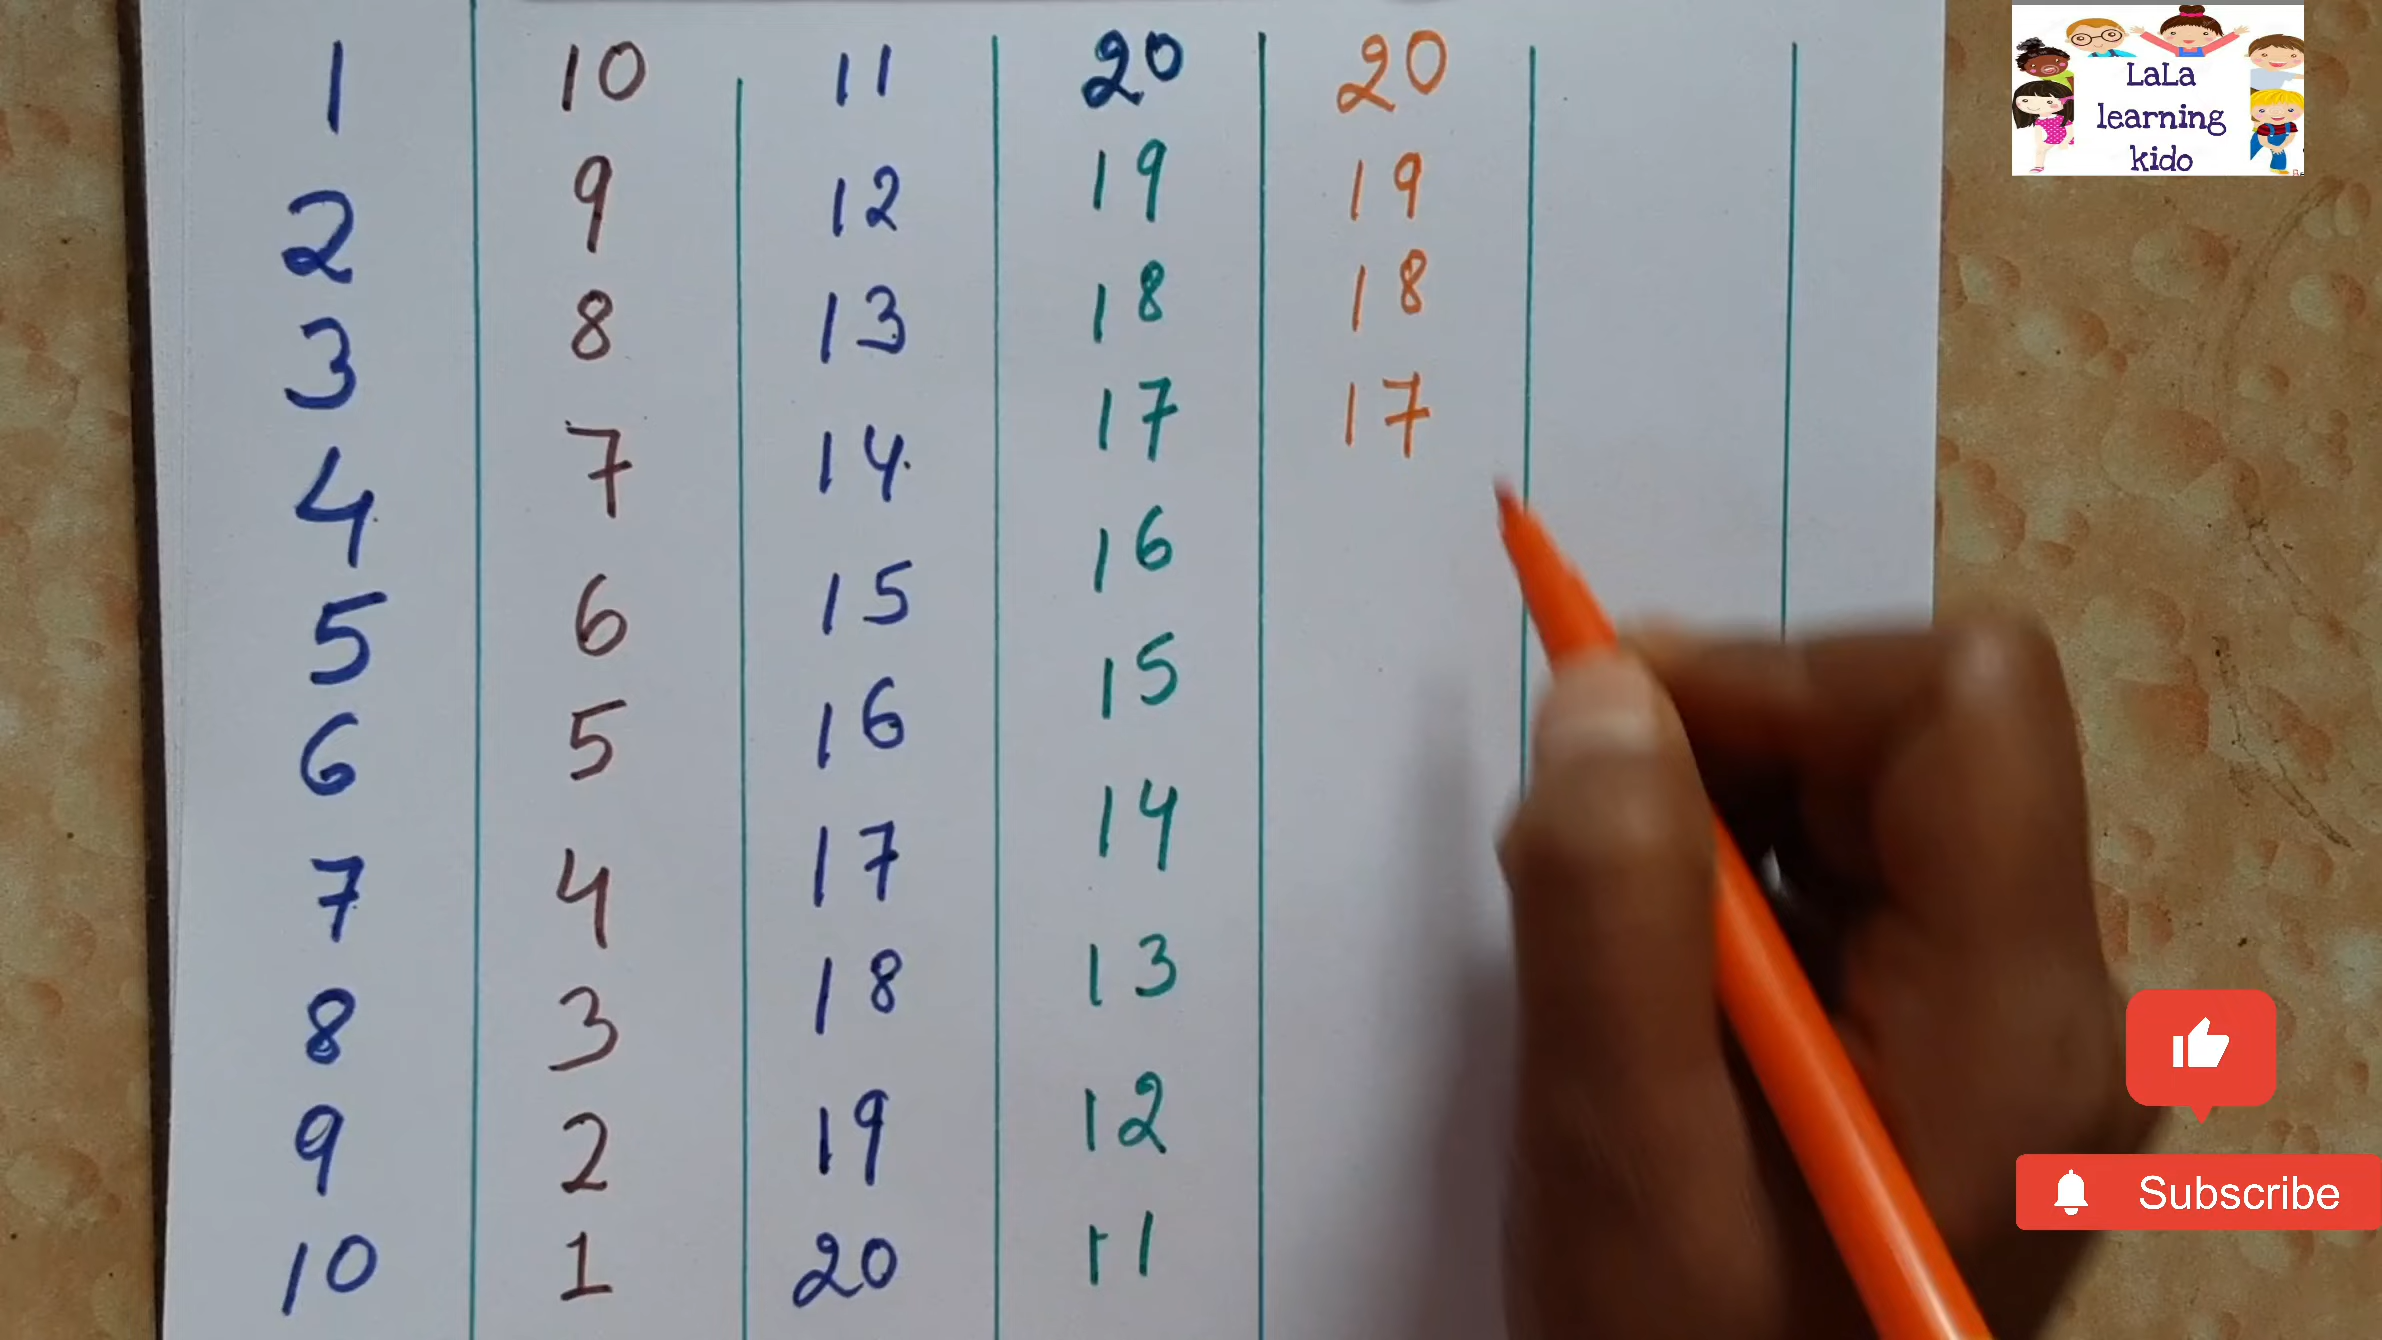 1 10 11 20 20
2 9 12 19 19
3 8 13 18 18
4 7 14 17 17
5 6 15 16
6 5 16 15
7 4 17 14
8 3 18 13
9 2 19 12
10 1 20 11
LaLa
learning
kido
Subscribe